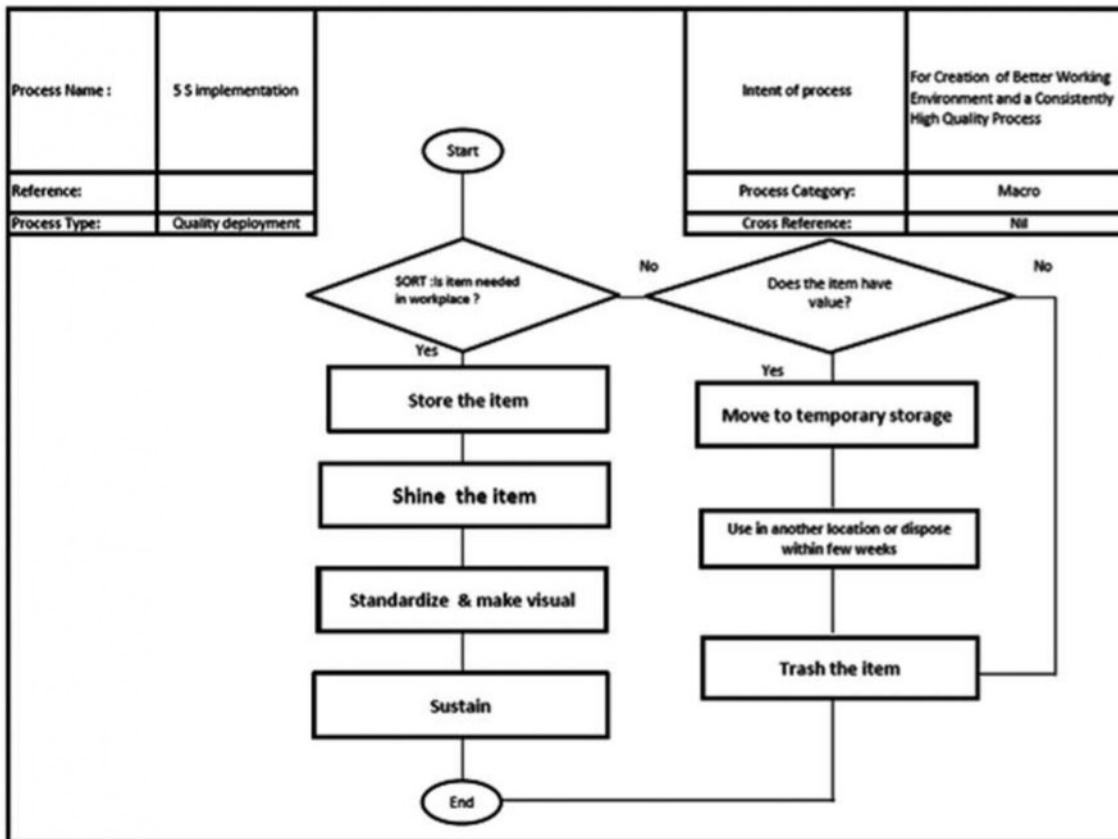 Process Name :
5 S implementation
Intent of process
For Creation of Better Working
Environment and a Consistently
High Quality Process
Start
Reference:
Process Category:
Macro
Process Type:
Quality deployment
Cross Reference:
Nil
SORT :Is item needed
in workplace ?
No
Does the item have
value?
No
Yes
Store the item
Yes
Move to temporary storage
Shine the item
Use in another location or dispose
within few weeks
Standardize & make visual
Trash the item
Sustain
End